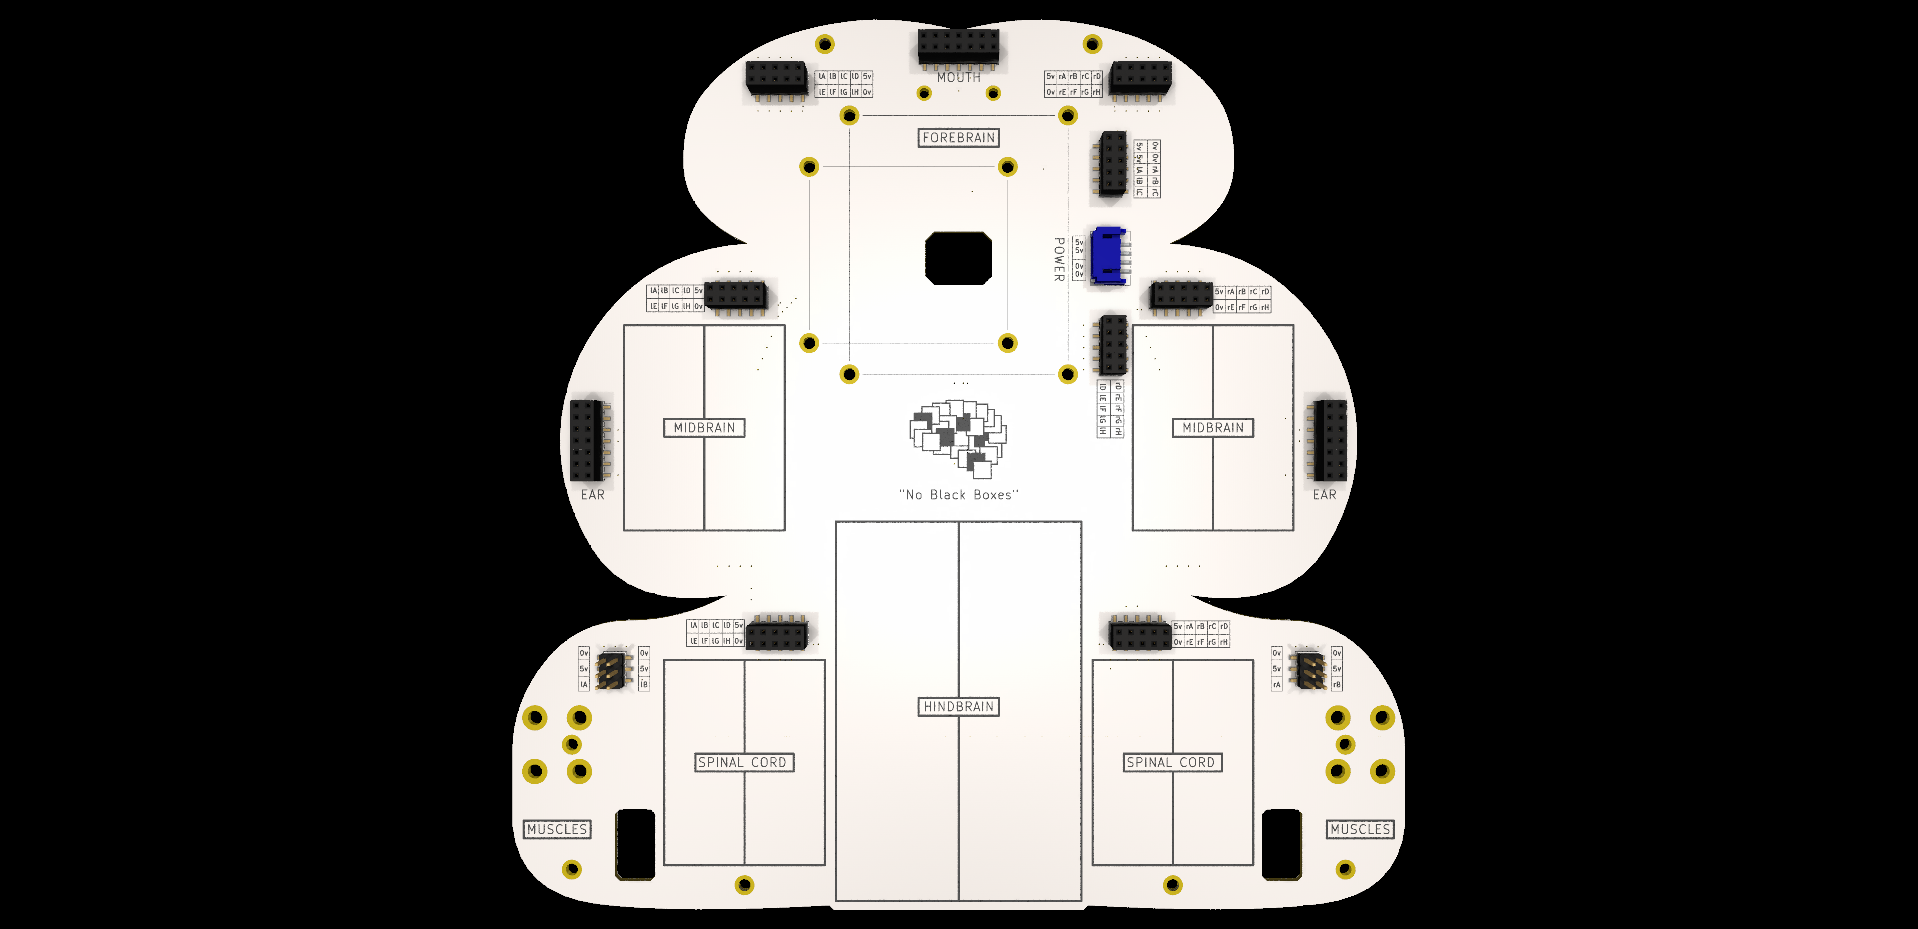 MOUTH
lA lB lC lD 5v
lE lF lG lH 0v
5v rA rB rC rD
0v rE rF rG rH
FOREBRAIN
0v 0v rA rB rC
5v 5v lA lB lC
POWER
5v
5v
0v
0v
lA lB lC lD 5v
lE lF lG lH 0v
5v rA rB rC rD
0v rE rF rG rH
rD rE rF rG rH
lD lE lF lG lH
MIDBRAIN
MIDBRAIN
EAR
"No Black Boxes"
EAR
lA lB lC lD 5v
lE lF lG lH 0v
5v rA rB rC rD
0v rE rF rG rH
0v
5v
lA
0v
5v
lB
0v
5v
rA
0v
5v
rB
HINDBRAIN
SPINAL CORD
SPINAL CORD
MUSCLES
MUSCLES